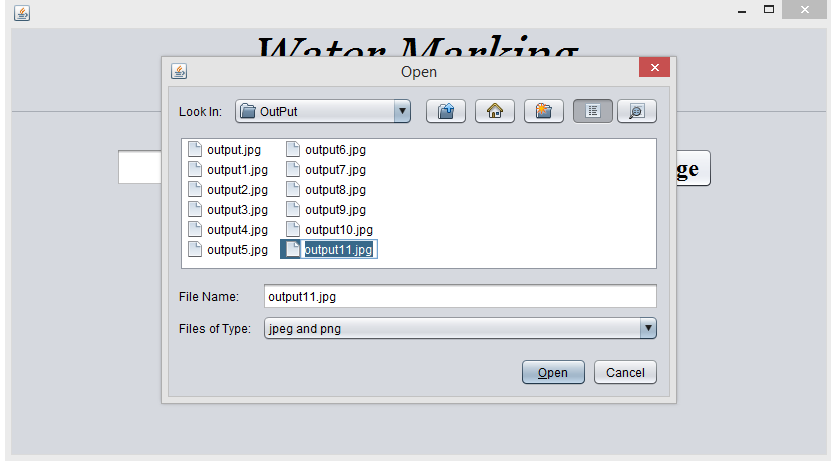 Water Marking
Open
Look In: OutPut
output.jpg
output1.jpg
output2.jpg
output3.jpg
output4.jpg
output5.jpg
output6.jpg
output7.jpg
output8.jpg
output9.jpg
output10.jpg
output11.jpg
ge
File Name: output11.jpg
Files of Type: jpeg and png
Open Cancel